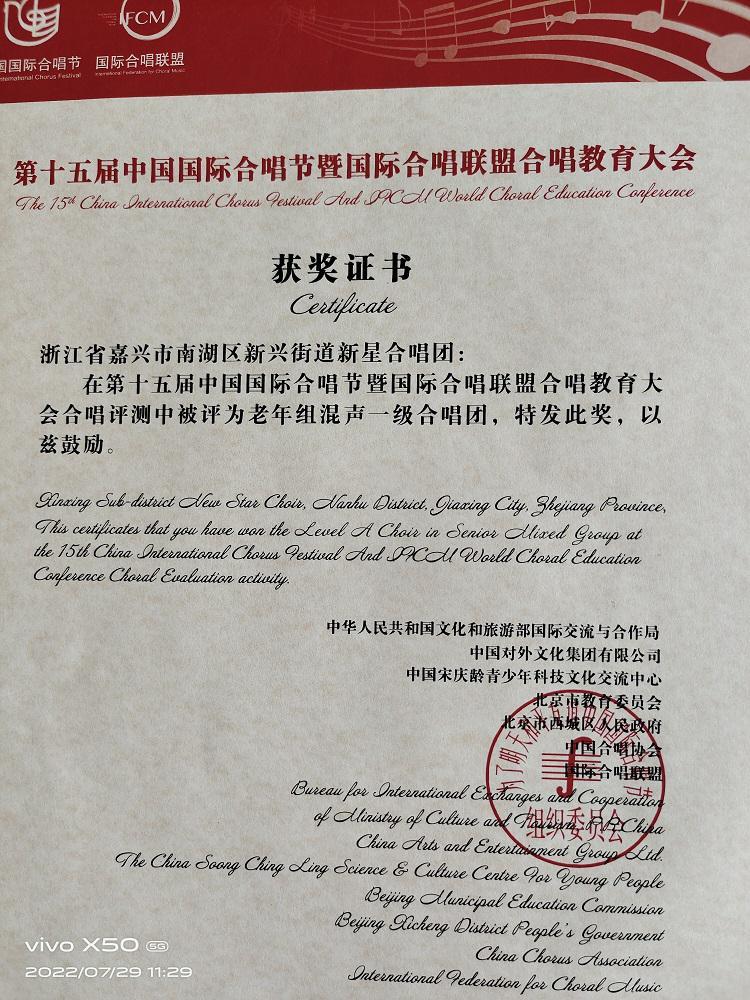 IFCM
国国际合唱节
国际合唱联盟
International Chorus Festival
International Federation for Choral Music
第十五届中国国际合唱节暨国际合唱联盟合唱教育大会
The 15th China International Chorus Festival And IFCM World Choral Education Conference
获奖证书
Certificate
浙江省嘉兴市南湖区新兴街道新星合唱团：
在第十五届中国国际合唱节暨国际合唱联盟合唱教育大
会合唱评测中被评为老年组混声一级合唱团，特发此奖，以
兹鼓励。
Xinxing Sub-district New Star Choir, Nanhu District, Jiaxing City, Zhejiang Province,
This certificates that you have won the Level A Choir in Senior Mixed Group at
the 15th China International Chorus Festival And IFCM World Choral Education
Conference Choral Evaluation activity.
中华人民共和国文化和旅游部国际交流与合作局
中国对外文化集团有限公司
中国宋庆龄青少年科技文化交流中心
北京市教育委员会
北京市西城区人民政府
中国合唱协会
国际合唱联盟
组织委员会
Bureau for International Exchanges and Cooperation
of Ministry of Culture and Tourism, P.R.China
China Arts and Entertainment Group Ltd.
The China Soong Ching Ling Science & Culture Centre For Young People
Beijing Municipal Education Commission
Beijing Xicheng District People's Government
China Chorus Association
International Federation for Choral Music
vivo X50 5G
2022/07/29 11:29